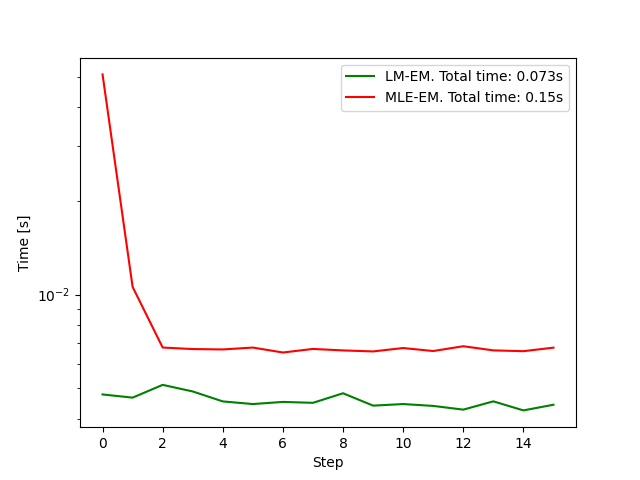 LM-EM. Total time: 0.073s
MLE-EM. Total time: 0.15s
Time [s]
10⁻²
0 2 4 6 8 10 12 14
Step